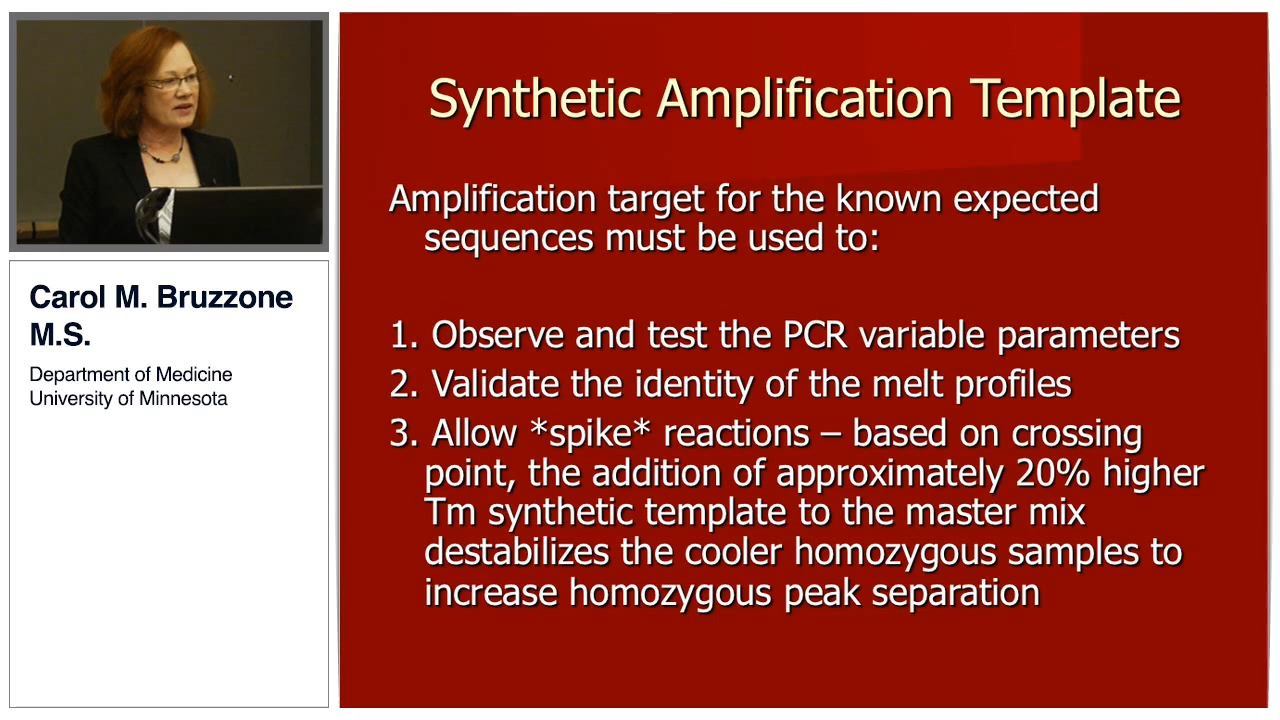 Carol M. Bruzzone
M.S.
Department of Medicine
University of Minnesota
Synthetic Amplification Template
Amplification target for the known expected
sequences must be used to:
1. Observe and test the PCR variable parameters
2. Validate the identity of the melt profiles
3. Allow *spike* reactions – based on crossing
point, the addition of approximately 20% higher
Tm synthetic template to the master mix
destabilizes the cooler homozygous samples to
increase homozygous peak separation